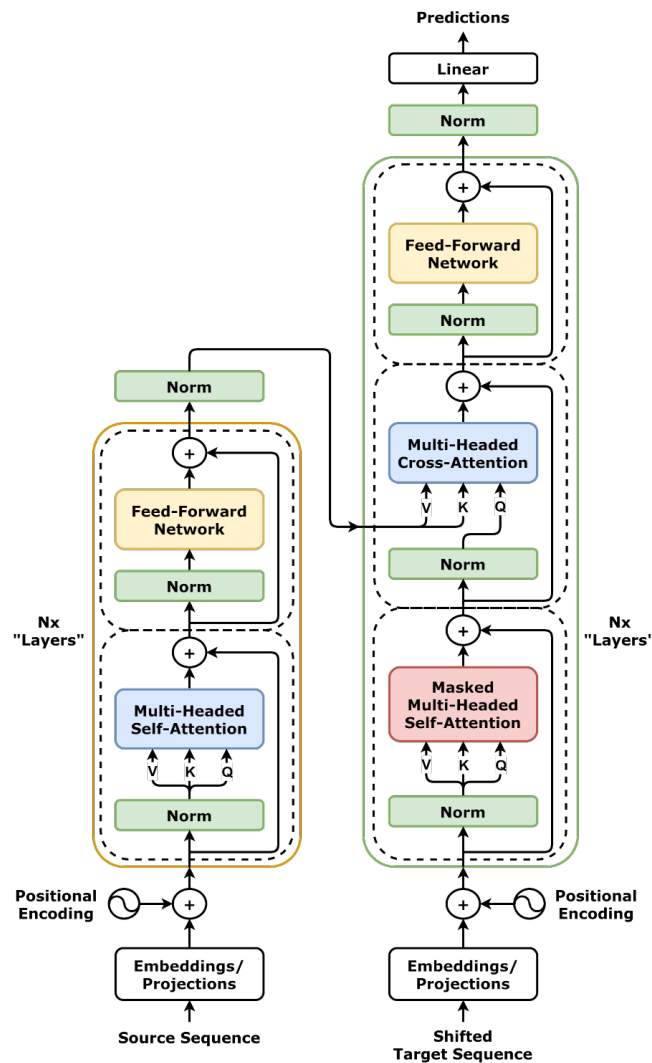 Predictions
Linear
Norm
+
Feed-Forward
Network
Norm
+
Multi-Headed
Cross-Attention
V K Q
Norm
+
Masked
Multi-Headed
Self-Attention
V K Q
Norm
Nx
"Layers"
+
Positional
Encoding
Embeddings/
Projections
Shifted
Target Sequence
Norm
+
Feed-Forward
Network
Norm
+
Multi-Headed
Self-Attention
V K Q
Norm
Nx
"Layers"
Positional
Encoding
+
Embeddings/
Projections
Source Sequence